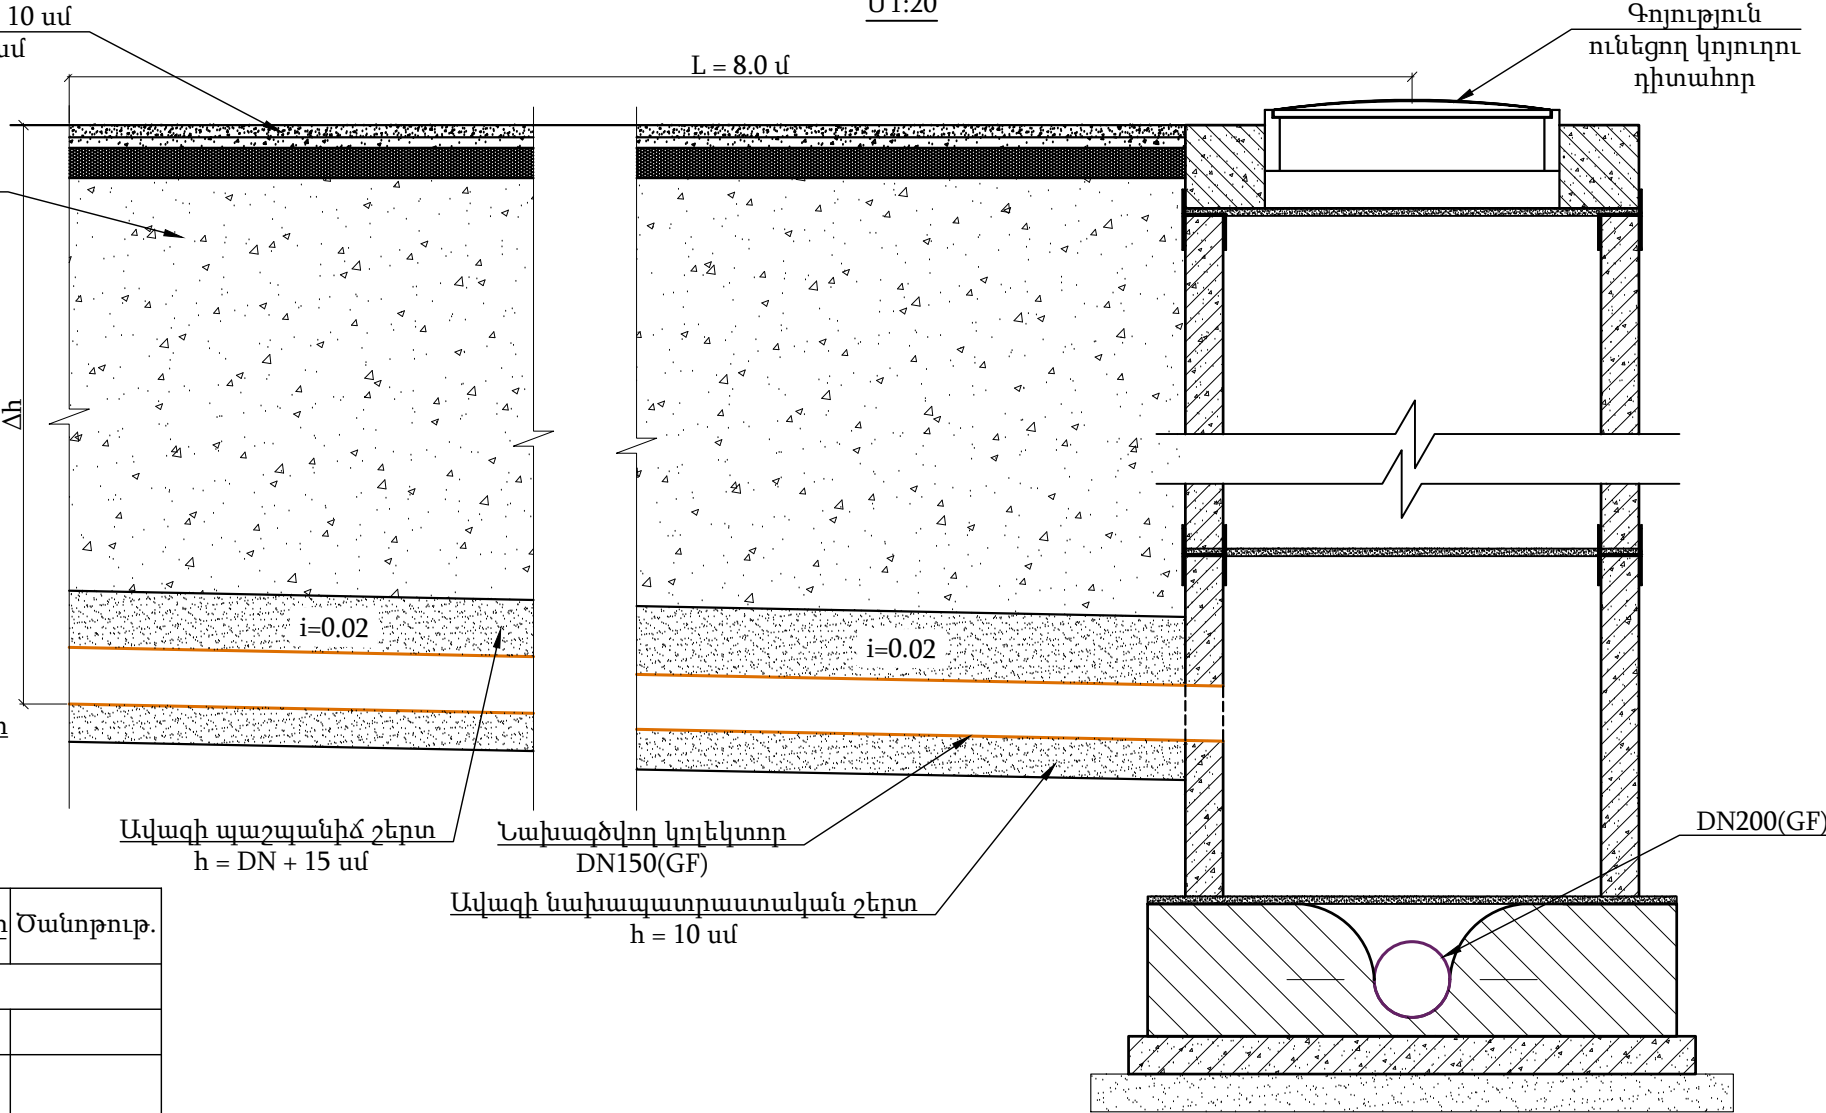 Մ 1:20
10 սմ
սմ
L = 8.0 մ
Գոյություն
ունեցող կոյուղու
դիտահոր
Δh
i=0.02
i=0.02
Ավազի պաշպանիճ շերտ
h = DN + 15 սմ
Նախագծվող կոլեկտոր
DN150(GF)
Ավազի նախապատրաստական շերտ
h = 10 սմ
DN200(GF)
Ծանոթութ.